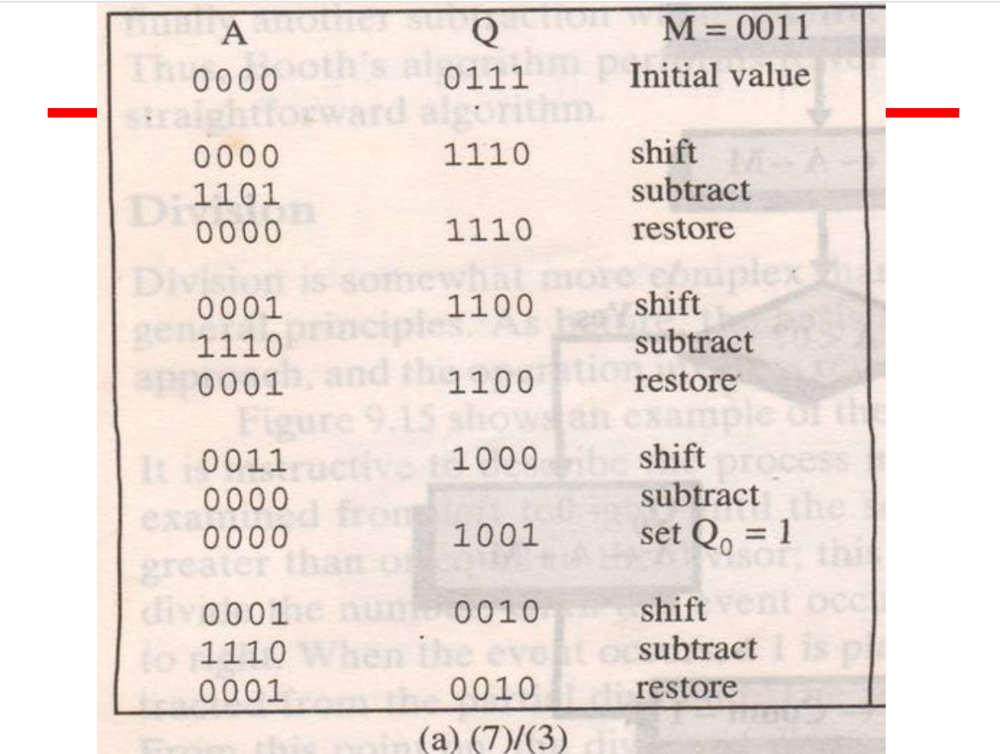 A Q M = 0011
0000 0111 Initial value
0000 1110 shift
1101 subtract
0000 1110 restore
0001 1100 shift
1110 subtract
0001 1100 restore
0011 1000 shift
0000 subtract
0000 1001 set Q₀ = 1
0001 0010 shift
1110 subtract
0001 0010 restore
(a) (7)/(3)